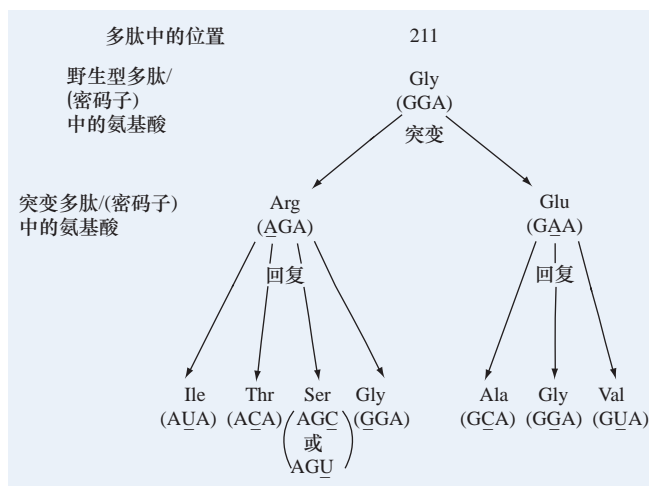 多肽中的位置 211
野生型多肽/
(密码子)
中的氨基酸
Gly
(GGA)
突变
突变多肽/(密码子)
中的氨基酸
Arg
(AGA)
回复
Glu
(GAA)
回复
Ile Thr Ser Gly Ala Gly Val
(AUA) (ACA) (AGC (GGA) (GCA) (GGA) (GUA)
或
AGU)